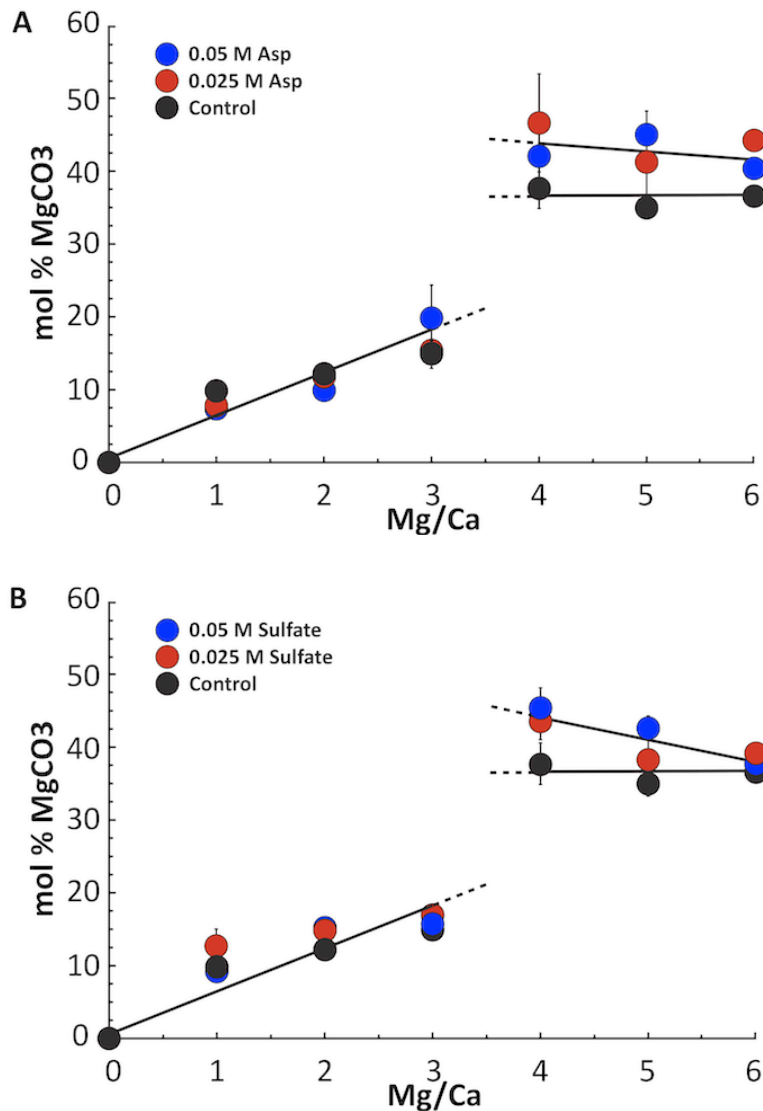 A
60
50
40
30
20
10
0
mol % MgCO3
0.05 M Asp
0.025 M Asp
Control
0 1 2 3 4 5 6
Mg/Ca
B
60
50
40
30
20
10
0
mol % MgCO3
0.05 M Sulfate
0.025 M Sulfate
Control
0 1 2 3 4 5 6
Mg/Ca